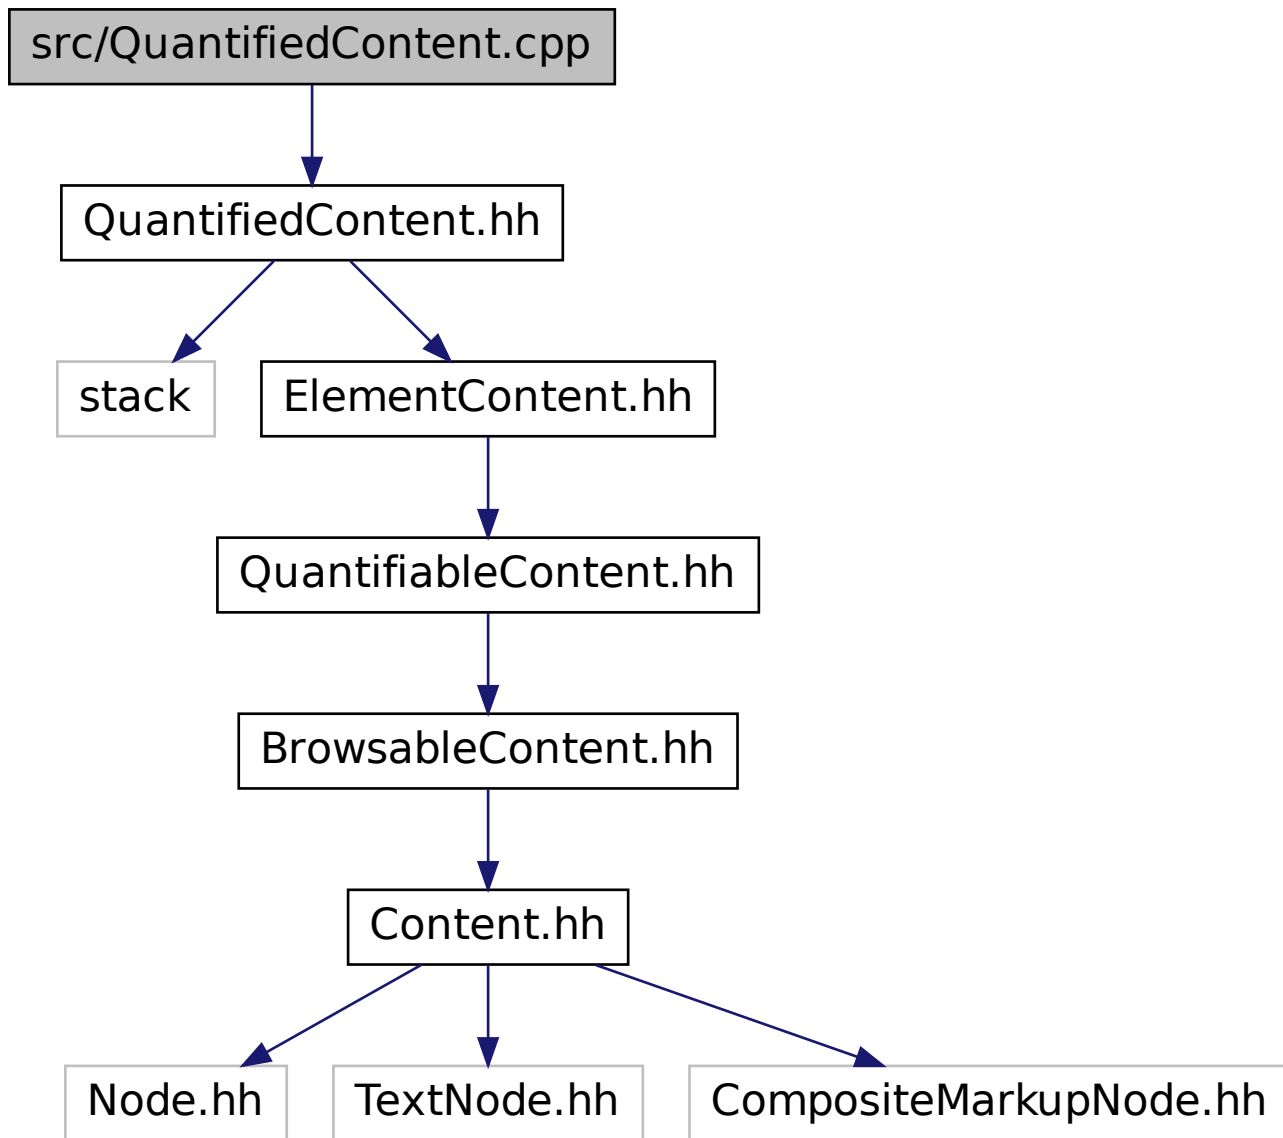 src/QuantifiedContent.cpp
QuantifiedContent.hh
stack
ElementContent.hh
QuantifiableContent.hh
BrowsableContent.hh
Content.hh
Node.hh
TextNode.hh
CompositeMarkupNode.hh